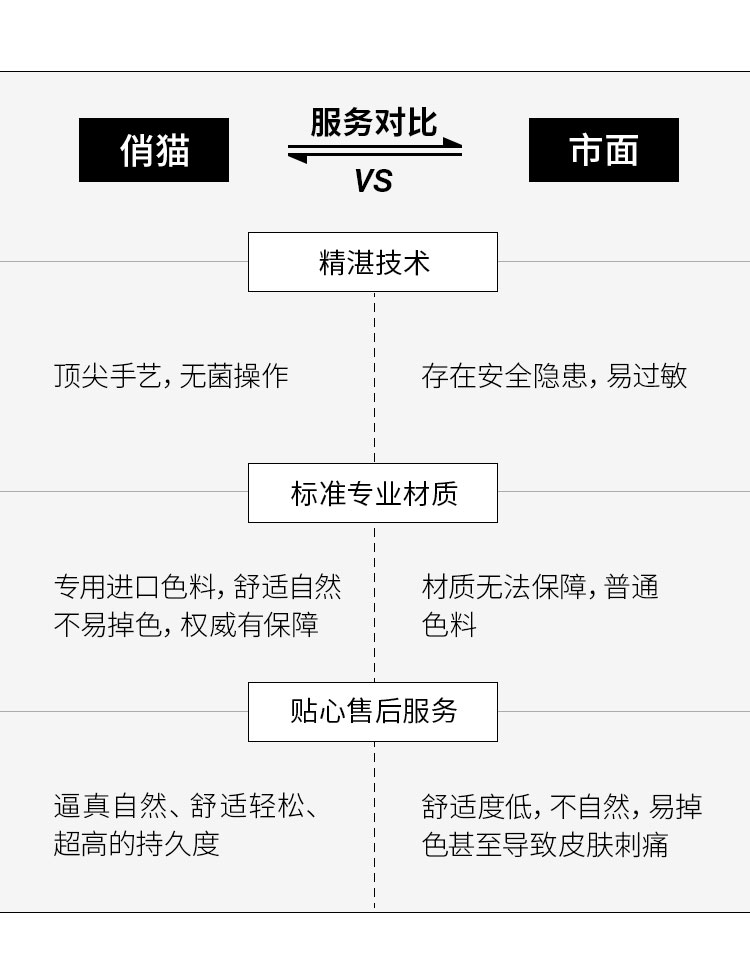 俏猫
服务对比
VS
市面
精湛技术
顶尖手艺，无菌操作
存在安全隐患，易过敏
标准专业材质
专用进口色料，舒适自然
不易掉色，权威有保障
材质无法保障，普通
色料
贴心售后服务
逼真自然、舒适轻松、
超高的持久度
舒适度低，不自然，易掉
色甚至导致皮肤刺痛